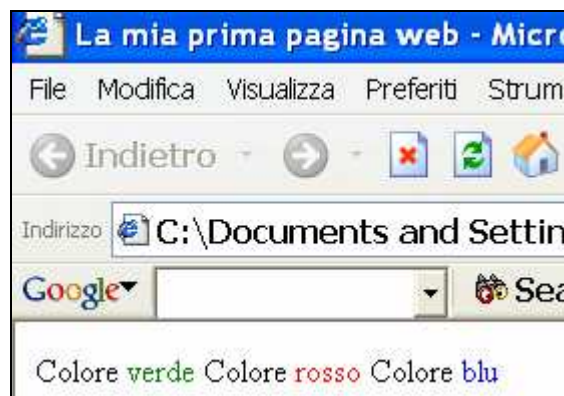 La mia prima pagina web - Micro
File Modifica Visualizza Preferiti Strum
Indietro
Indirizzo C:\Documents and Settin
Google Sea
Colore verde Colore rosso Colore blu